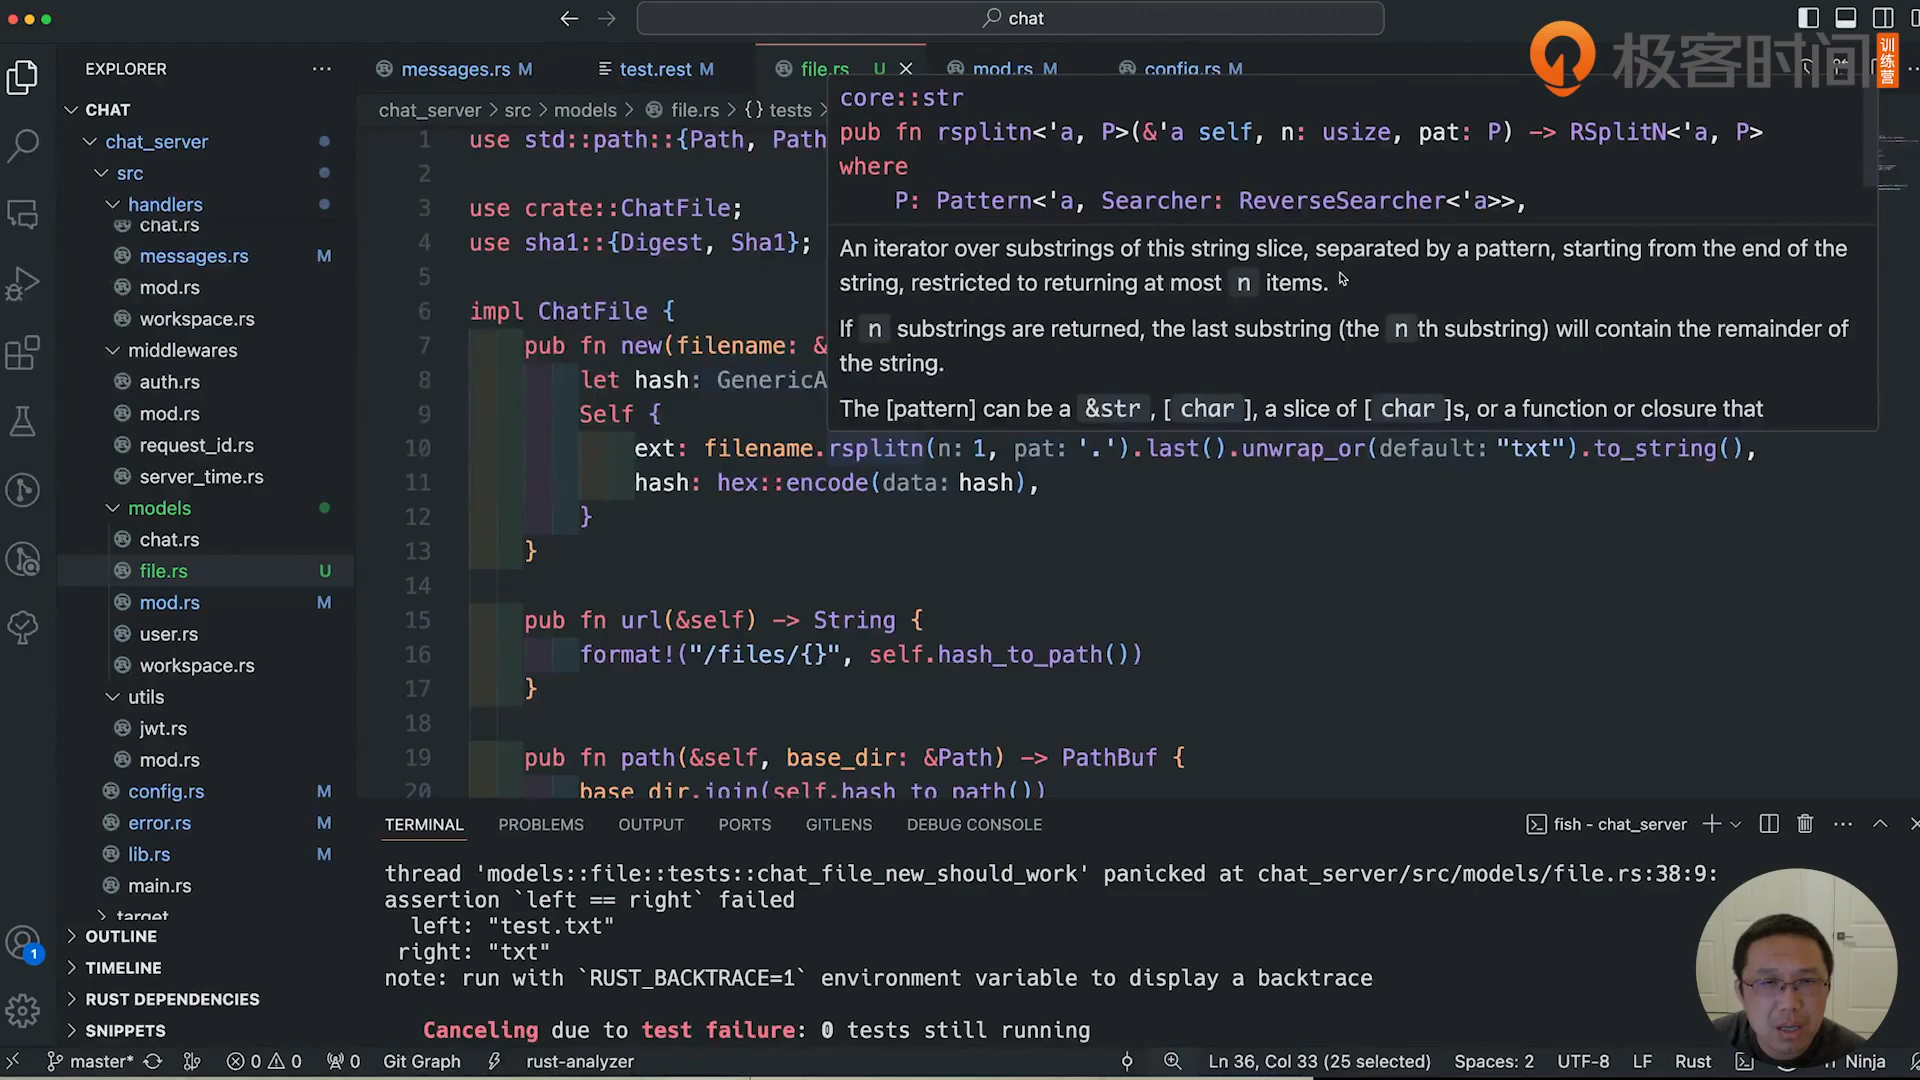 chat
极客时间
训练营
EXPLORER
messages.rs M
test.rest M
file.rs U
mod.rs M
config.rs M
CHAT
chat_server > src > models > file.rs > {} tests >
chat_server
src
handlers
chat.rs
messages.rs M
mod.rs
workspace.rs
middlewares
auth.rs
mod.rs
request_id.rs
server_time.rs
models
chat.rs
file.rs U
mod.rs M
user.rs
workspace.rs
utils
jwt.rs
mod.rs
config.rs M
error.rs M
lib.rs M
main.rs
target
OUTLINE
TIMELINE
RUST DEPENDENCIES
SNIPPETS
1 use std::path::{Path, Path
2
3 use crate::ChatFile;
4 use sha1::{Digest, Sha1};
5
6 impl ChatFile {
7 pub fn new(filename: &
8 let hash: GenericA
9 Self {
10 ext: filename.rsplitn(n: 1, pat: '.').last().unwrap_or(default: "txt").to_string(),
11 hash: hex::encode(data: hash),
12 }
13 }
14
15 pub fn url(&self) -> String {
16 format!("/files/{}", self.hash_to_path())
17 }
18
19 pub fn path(&self, base_dir: &Path) -> PathBuf {
20 base_dir.join(self.hash_to_path())
core::str
pub fn rsplitn<'a, P>(&'a self, n: usize, pat: P) -> RSplitN<'a, P>
where
P: Pattern<'a, Searcher: ReverseSearcher<'a>>,
An iterator over substrings of this string slice, separated by a pattern, starting from the end of the
string, restricted to returning at most n items.
If n substrings are returned, the last substring (the n th substring) will contain the remainder of
the string.
The [pattern] can be a &str, [ char ], a slice of [ char ]s, or a function or closure that
TERMINAL PROBLEMS OUTPUT PORTS GITLENS DEBUG CONSOLE
fish - chat_server
thread 'models::file::tests::chat_file_new_should_work' panicked at chat_server/src/models/file.rs:38:9:
assertion `left == right` failed
left: "test.txt"
right: "txt"
note: run with `RUST_BACKTRACE=1` environment variable to display a backtrace
Canceling due to test failure: 0 tests still running
1
master* 0 0 0 Git Graph rust-analyzer Ln 36, Col 33 (25 selected) Spaces: 2 UTF-8 LF Rust Ninja